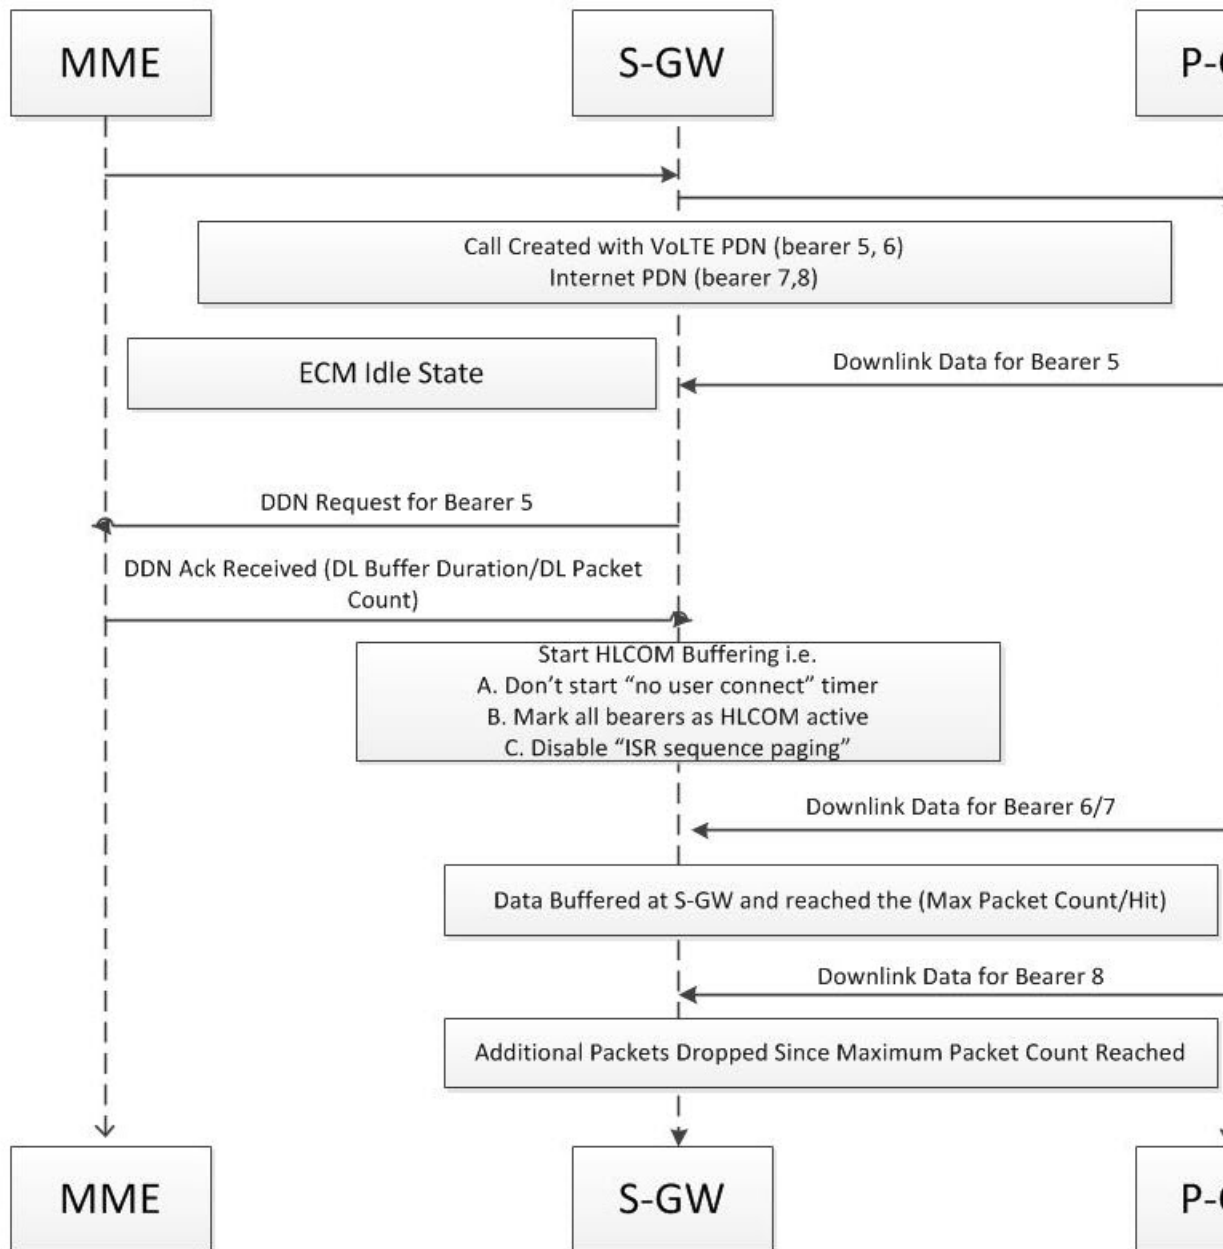 MME
S-GW
P-
Call Created with VoLTE PDN (bearer 5, 6)
Internet PDN (bearer 7,8)
ECM Idle State
Downlink Data for Bearer 5
DDN Request for Bearer 5
DDN Ack Received (DL Buffer Duration/DL Packet
Count)
Start HLCOM Buffering i.e.
A. Don’t start “no user connect” timer
B. Mark all bearers as HLCOM active
C. Disable “ISR sequence paging”
Downlink Data for Bearer 6/7
Data Buffered at S-GW and reached the (Max Packet Count/Hit)
Downlink Data for Bearer 8
Additional Packets Dropped Since Maximum Packet Count Reached
MME
S-GW
P-